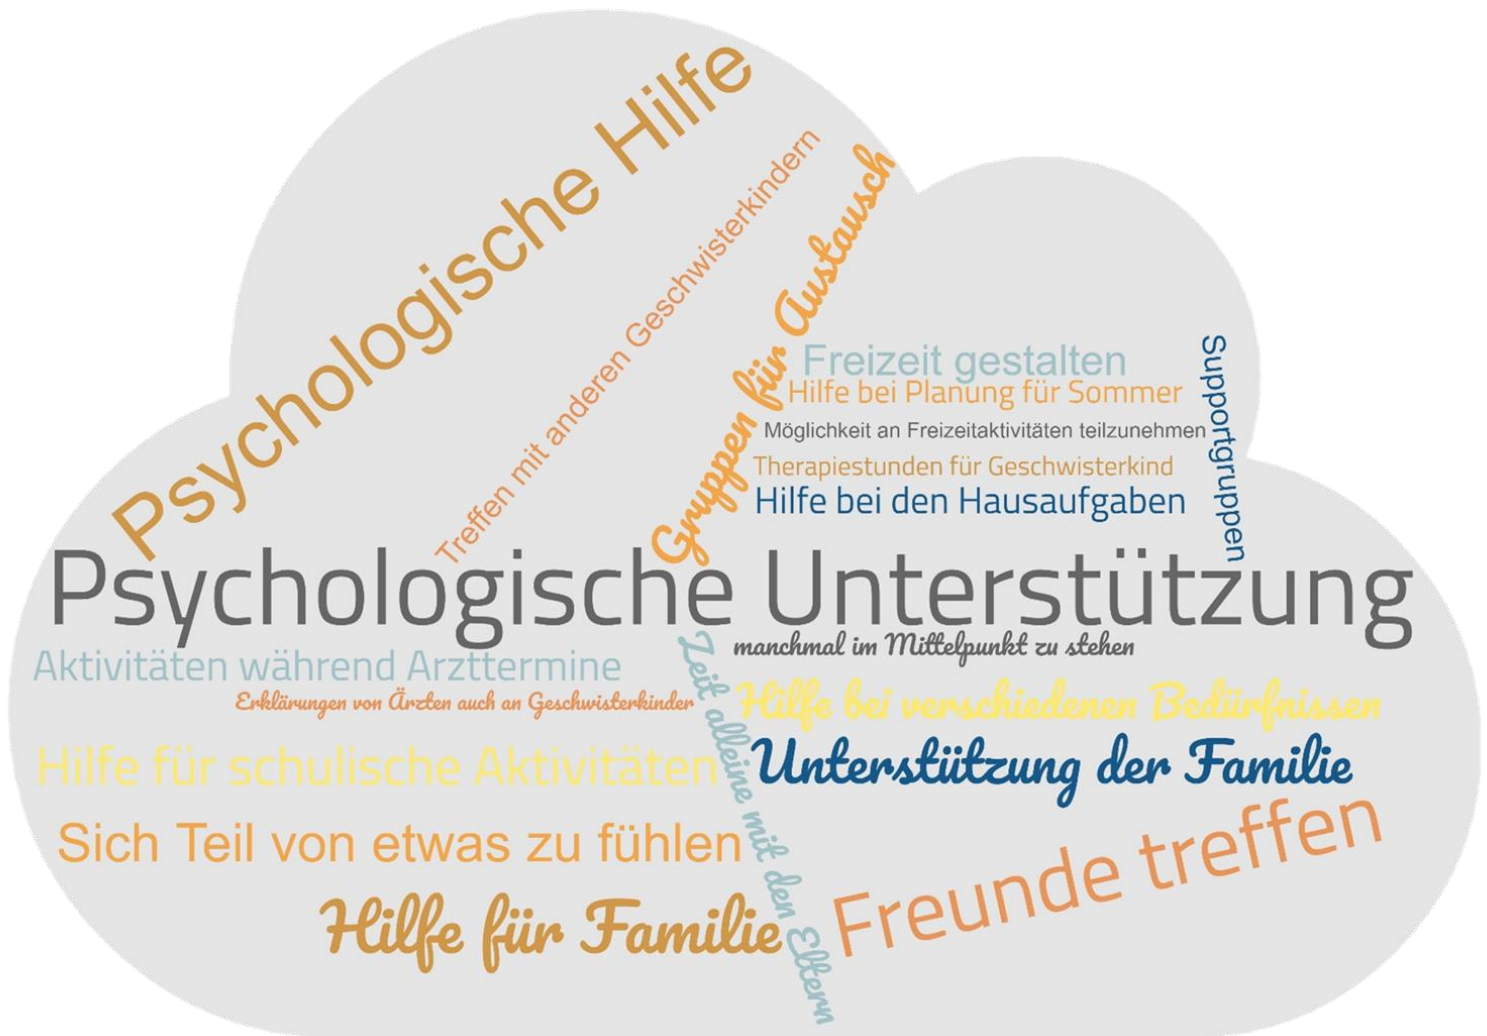 Psychologische Hilfe
Treffen mit anderen Geschwisterkindern
Gruppen für Austausch
Freizeit gestalten
Hilfe bei Planung für Sommer
Möglichkeit an Freizeitaktivitäten teilzunehmen
Therapiestunden für Geschwisterkind
Hilfe bei den Hausaufgaben
Supportgruppen
Psychologische Unterstützung
manchmal im Mittelpunkt zu stehen
Aktivitäten während Arzttermine
Erklärungen von Ärzten auch an Geschwisterkinder
Zeit alleine mit den Eltern
Hilfe bei verschiedenen Bedürfnissen
Hilfe für schulische Aktivitäten
Unterstützung der Familie
Sich Teil von etwas zu fühlen
Freunde treffen
Hilfe für Familie